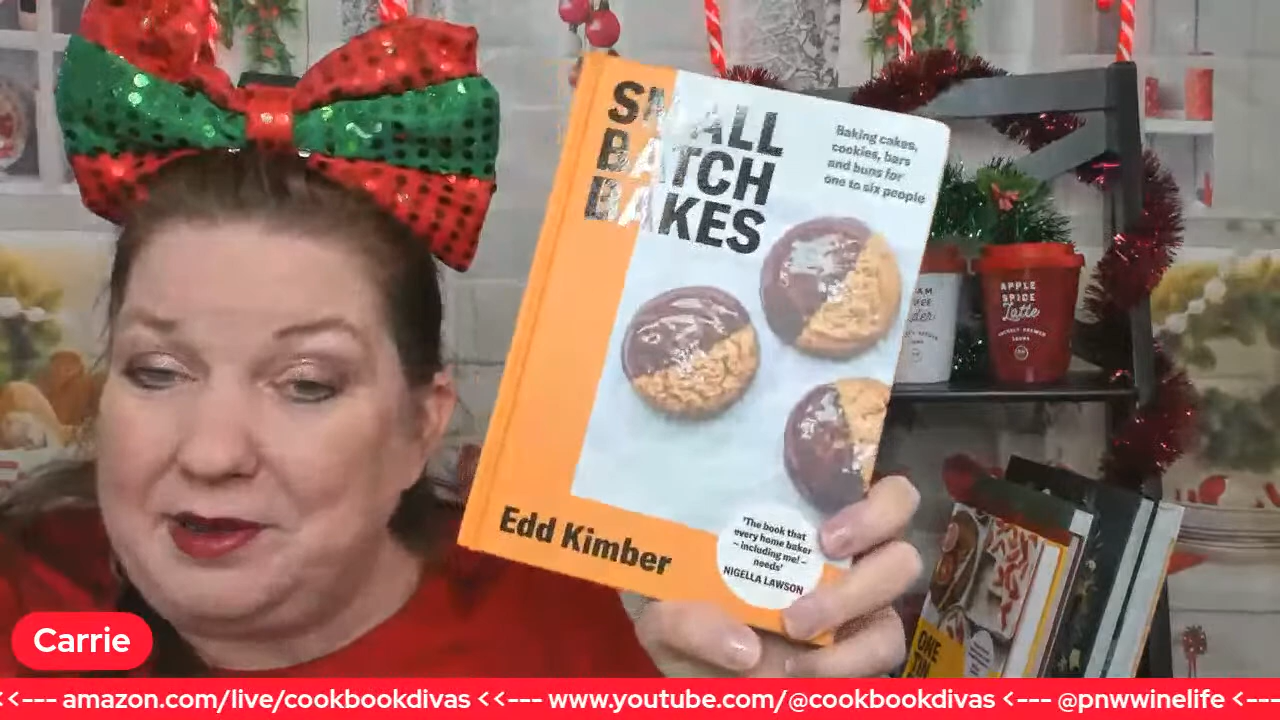 SMALL
BATCH
BAKES
Baking cakes,
cookies, bars
and buns for
one to six people
Edd Kimber
'The book that
every home baker
– including me! –
needs'
NIGELLA LAWSON
APPLE
SPICE
Latte
ONE
TIN
Carrie
<<--- amazon.com/live/cookbookdivas <<--- www.youtube.com/@cookbookdivas <--- @pnwwinelife <---